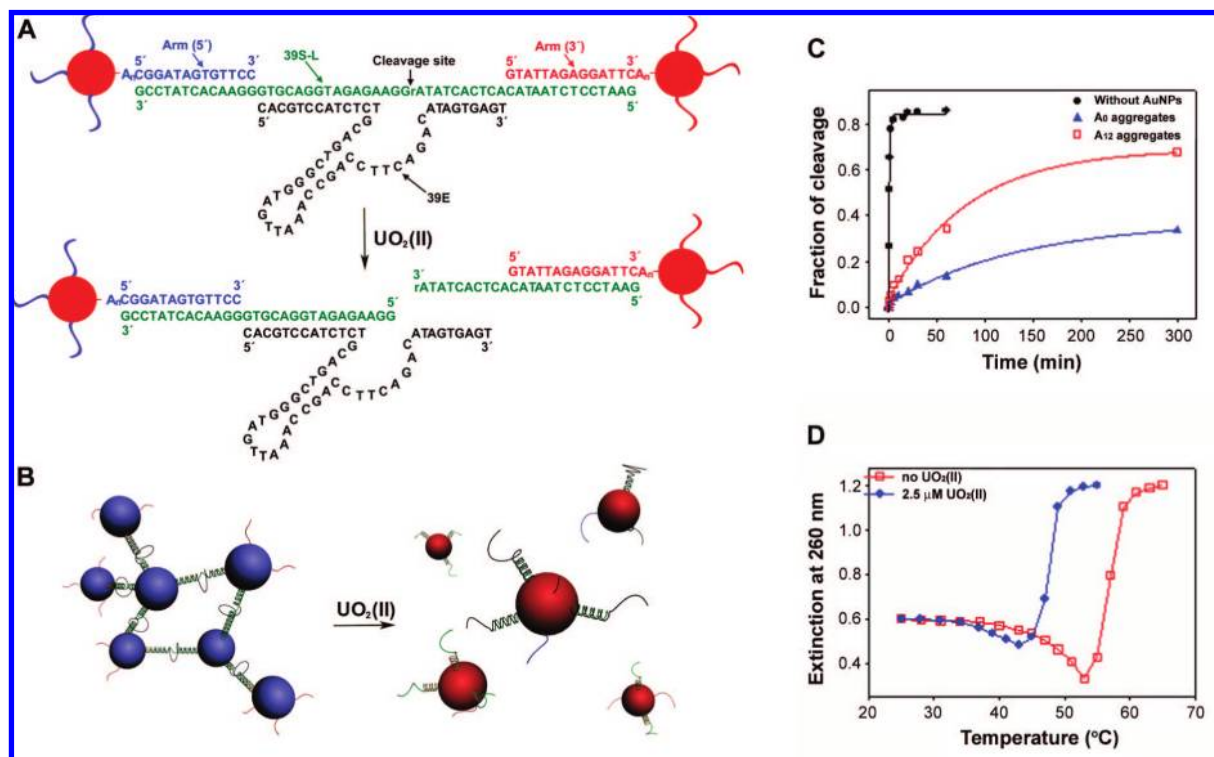 A
Arm (5´)
39S-L
Cleavage site
Arm (3´)
5´ 3´ 5´ 3´
AnCGGATAGTGTTCC GTATTAGAGGATTCAn
GCCTATCACAAGGGTGCAGGTAGAGAAGGrATATCACTCACATAATCTCCTAAG
3´ CACGTCCATCTCT ATAGTGAGT 5´
5´ 3´
39E
UO₂(II)
5´ 3´ 5´ 3´
AnCGGATAGTGTTCC GTATTAGAGGATTCAn
3´
rATATCACTCACATAATCTCCTAAG
5´
5´
GCCTATCACAAGGGTGCAGGTAGAGAAGG
3´ CACGTCCATCTCT ATAGTGAGT
5´ 3´
B
UO₂(II)
C
Without AuNPs
A₀ aggregates
A₁₂ aggregates
Fraction of cleavage
0.8
0.6
0.4
0.2
0.0
0 50 100 150 200 250 300
Time (min)
D
no UO₂(II)
2.5 μM UO₂(II)
Extinction at 260 nm
1.2
1.0
0.8
0.6
0.4
20 30 40 50 60 70
Temperature (°C)